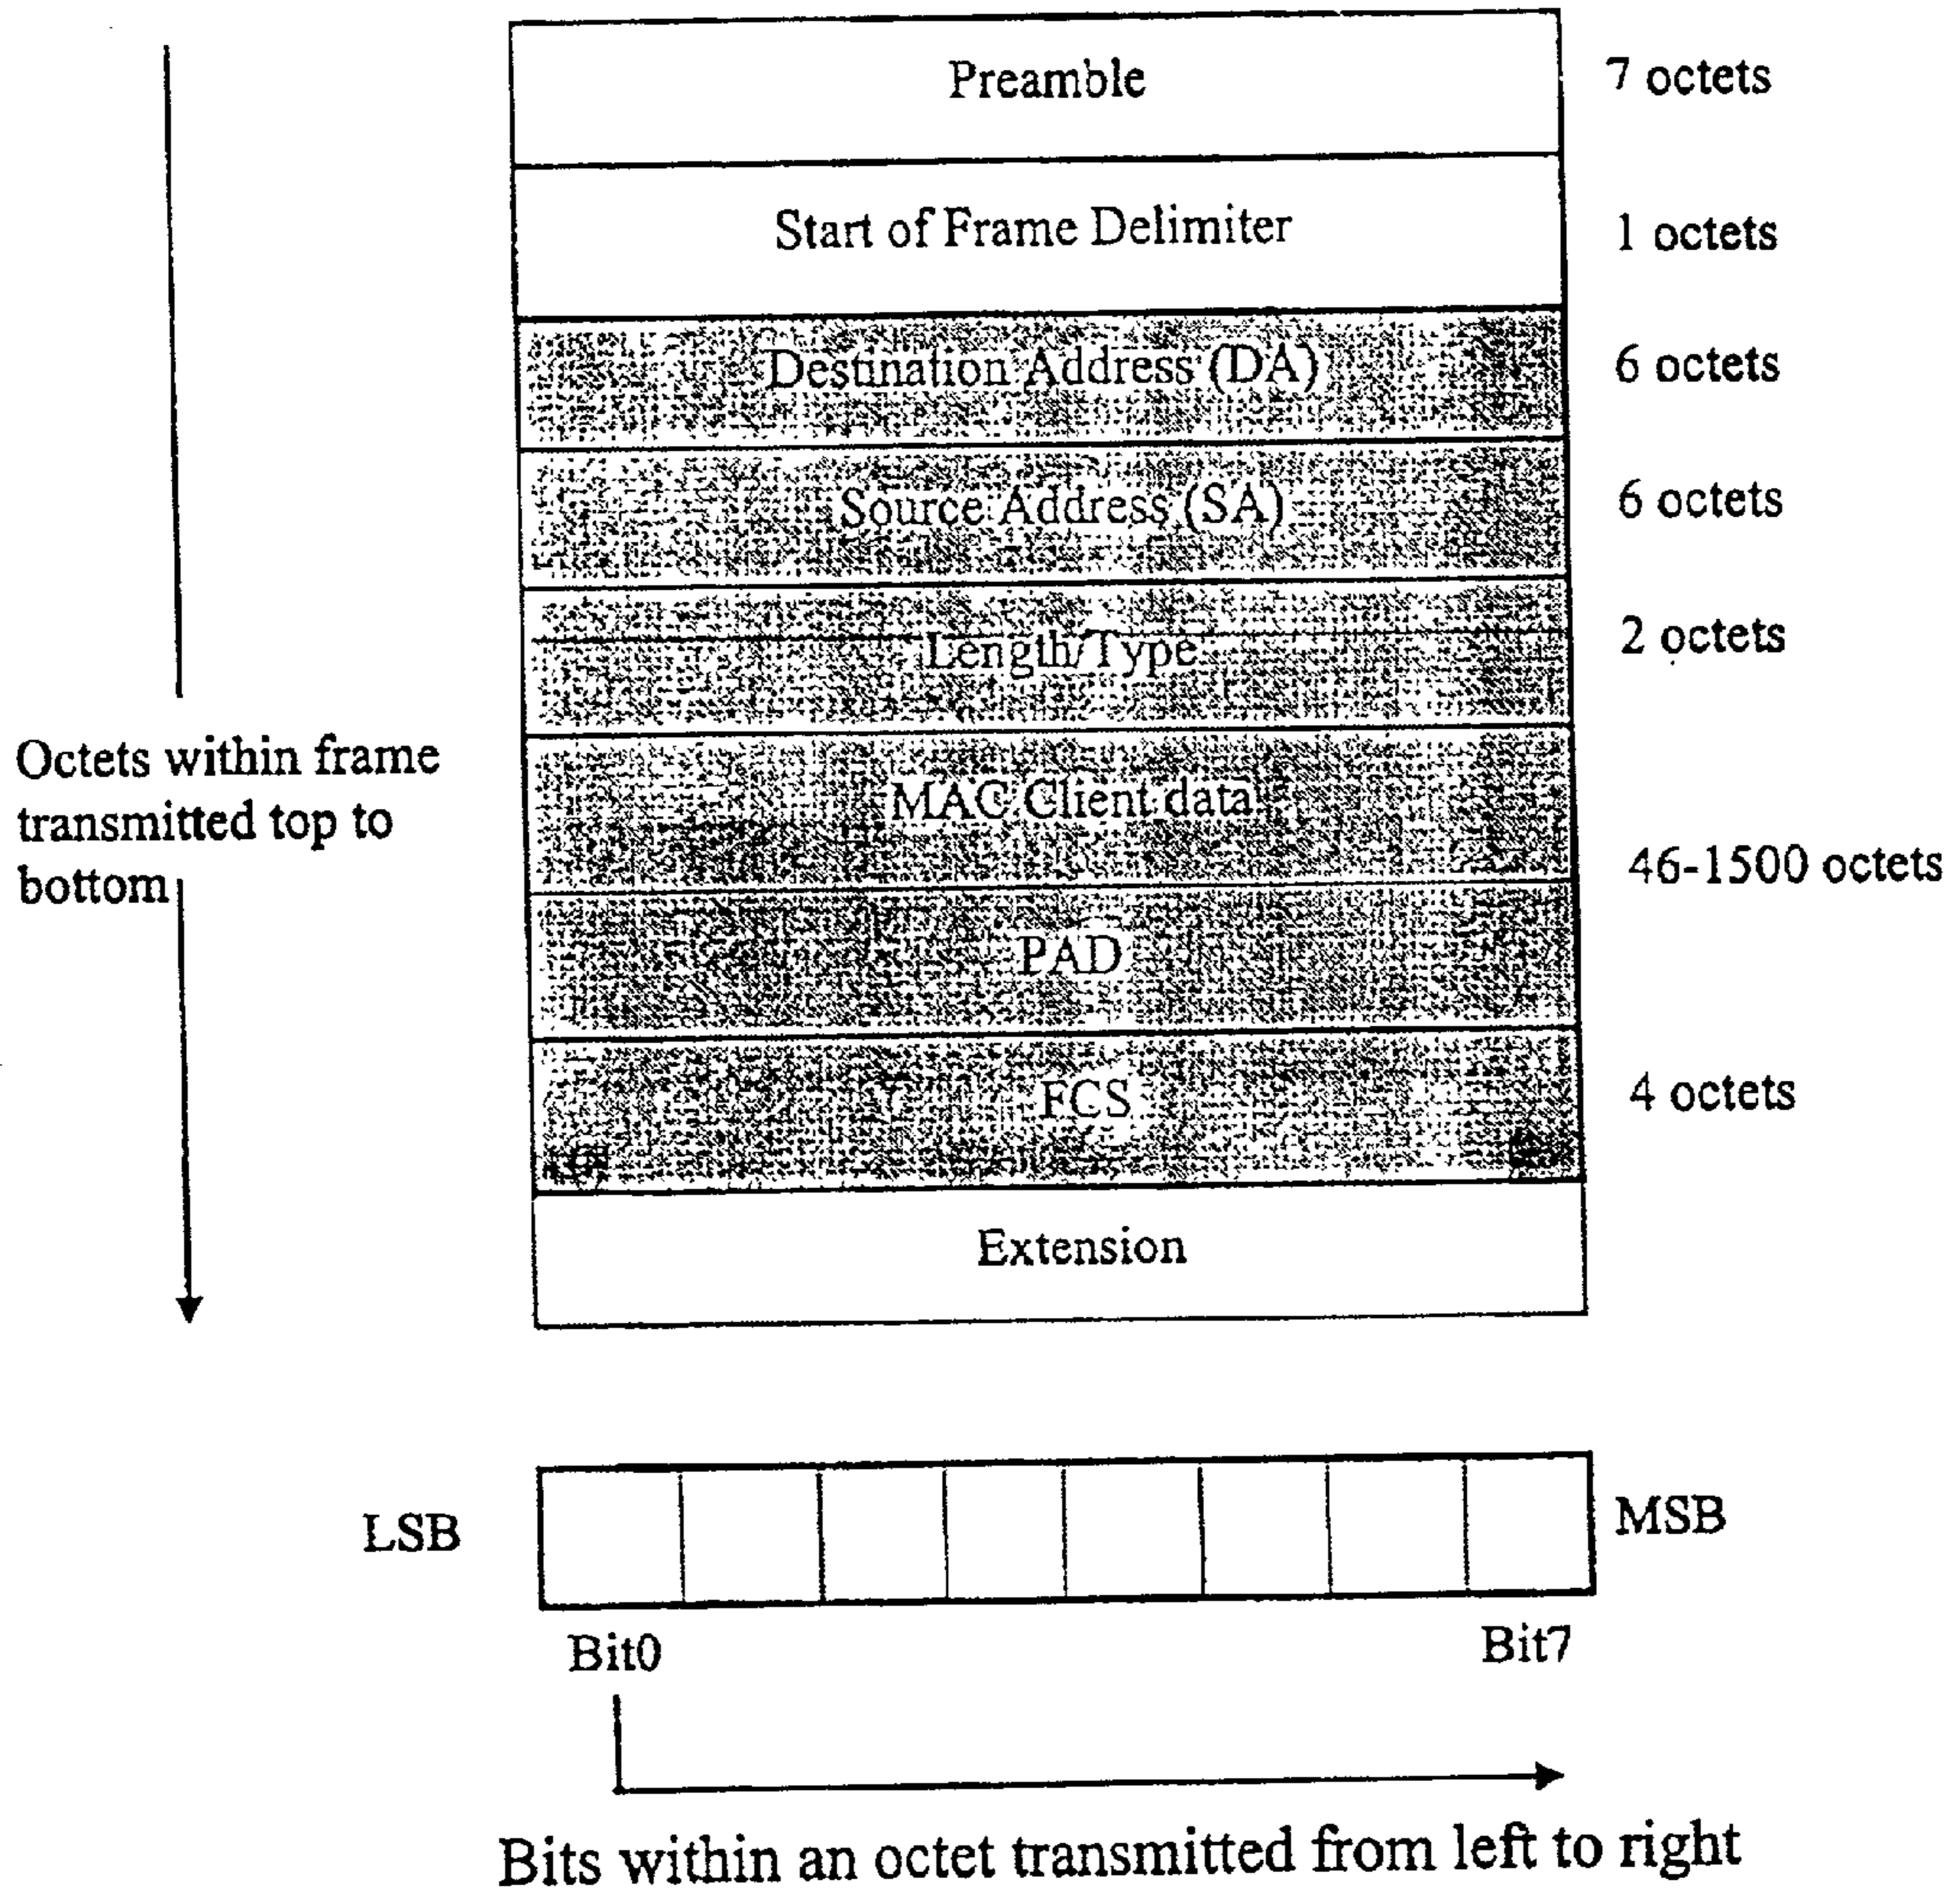 Preamble
7 octets
Start of Frame Delimiter
1 octets
Destination Address (DA)
6 octets
Source Address (SA)
6 octets
Length/Type
2 octets
Octets within frame
transmitted top to
bottom
MAC Client data
46-1500 octets
PAD
FCS
4 octets
Extension
LSB
MSB
Bit0
Bit7
Bits within an octet transmitted from left to right